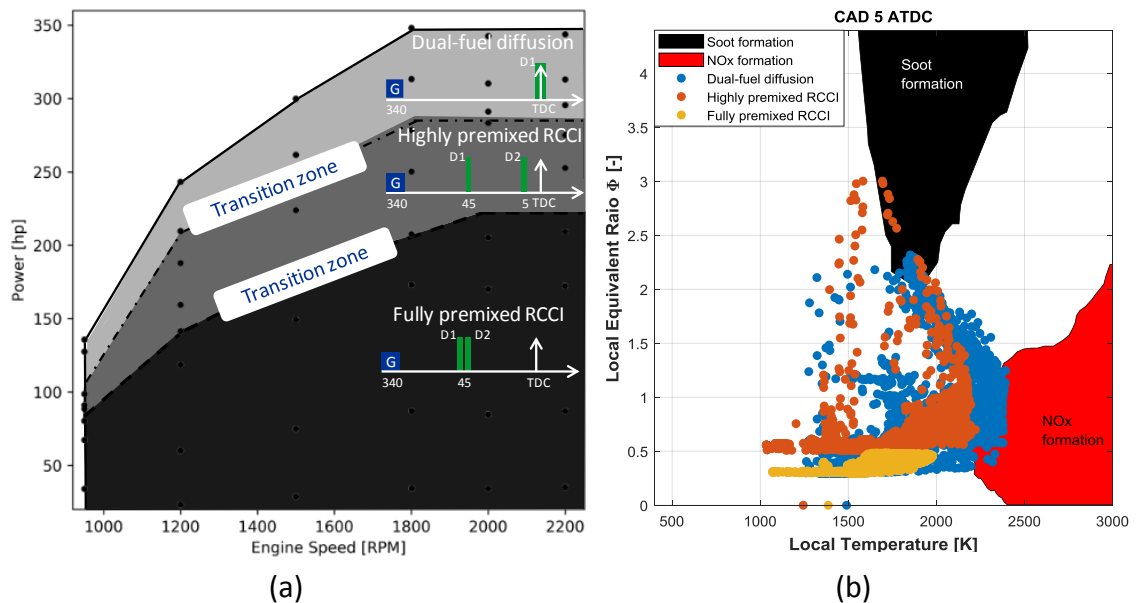 350
300
250
200
150
100
50
Power [hp]
1000 1200 1400 1600 1800 2000 2200
Engine Speed [RPM]
Dual-fuel diffusion
D1
G
340
TDC
Highly premixed RCCI
D1
D2
G
340
45
5
TDC
Transition zone
Transition zone
Fully premixed RCCI
D1
D2
G
340
45
TDC
(a)
CAD 5 ATDC
Soot formation
NOx formation
Dual-fuel diffusion
Highly premixed RCCI
Fully premixed RCCI
Soot
formation
NOx
formation
4
3.5
3
2.5
2
1.5
1
0.5
0
Local Equivalent Raio Φ [-]
500 1000 1500 2000 2500 3000
Local Temperature [K]
(b)